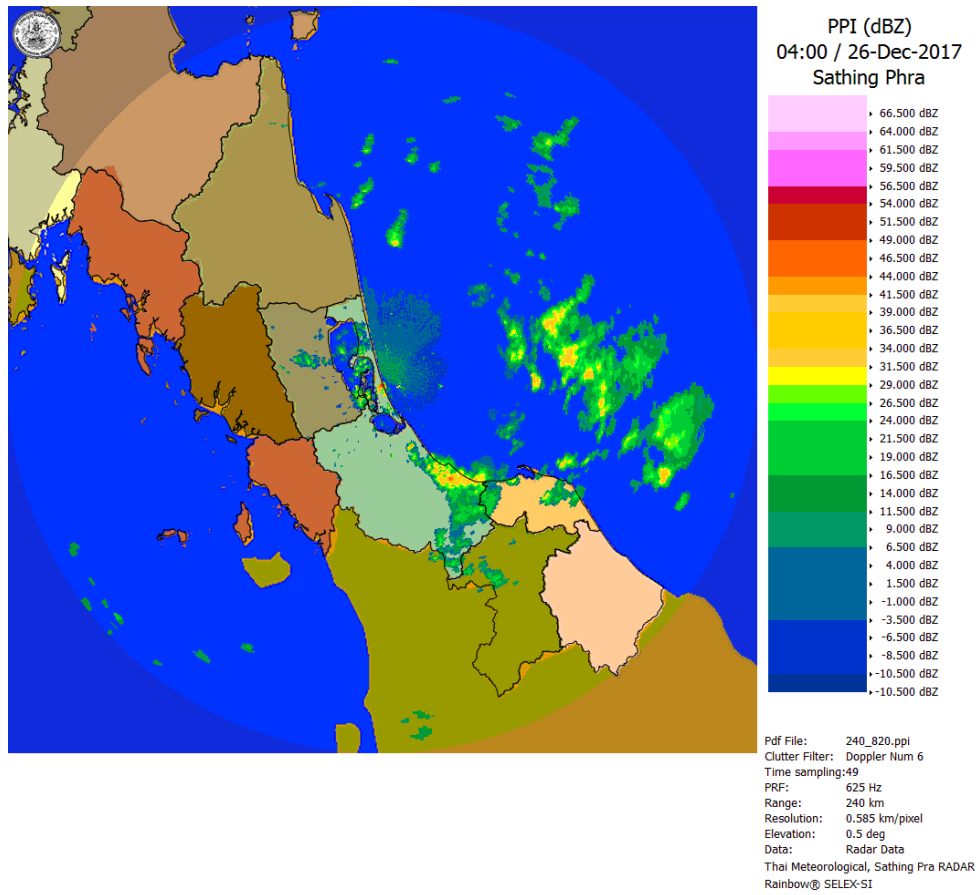 PPI (dBZ)
04:00 / 26-Dec-2017
Sathing Phra
66.500 dBZ
64.000 dBZ
61.500 dBZ
59.500 dBZ
56.500 dBZ
54.000 dBZ
51.500 dBZ
49.000 dBZ
46.500 dBZ
44.000 dBZ
41.500 dBZ
39.000 dBZ
36.500 dBZ
34.000 dBZ
31.500 dBZ
29.000 dBZ
26.500 dBZ
24.000 dBZ
21.500 dBZ
19.000 dBZ
16.500 dBZ
14.000 dBZ
11.500 dBZ
9.000 dBZ
6.500 dBZ
4.000 dBZ
1.500 dBZ
-1.000 dBZ
-3.500 dBZ
-6.500 dBZ
-8.500 dBZ
-10.500 dBZ
-10.500 dBZ
Pdf File: 240_820.ppi
Clutter Filter: Doppler Num 6
Time sampling:49
PRF: 625 Hz
Range: 240 km
Resolution: 0.585 km/pixel
Elevation: 0.5 deg
Data: Radar Data
Thai Meteorological, Sathing Pra RADAR
Rainbow® SELEX-SI